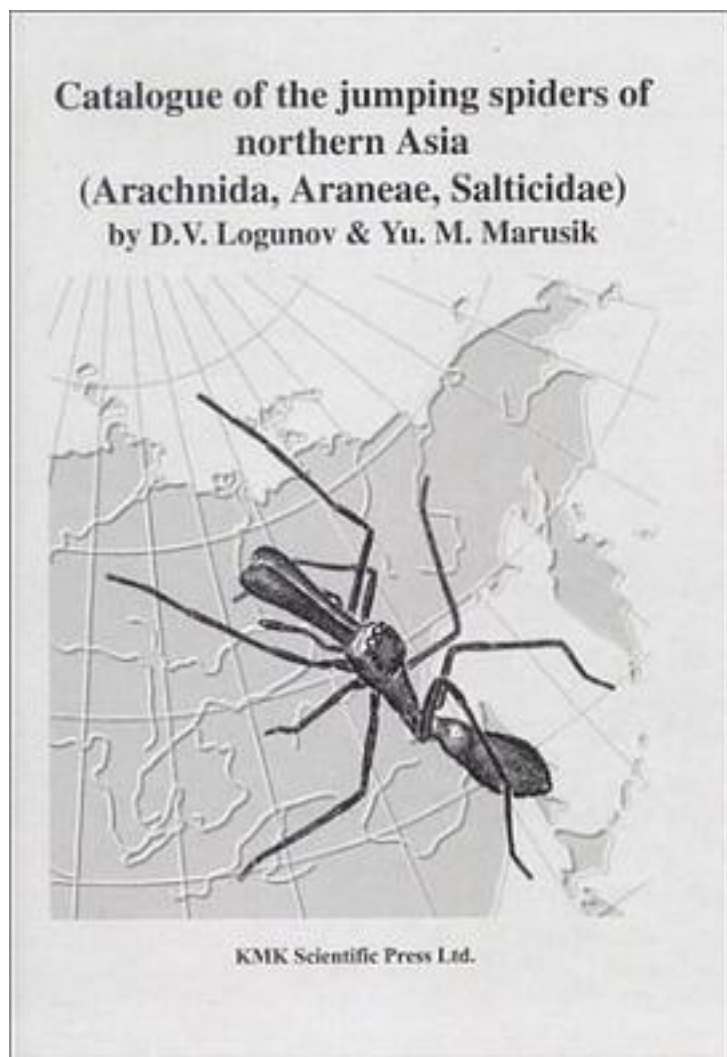 Catalogue of the jumping spiders of
northern Asia
(Arachnida, Araneae, Salticidae)
by D.V. Logunov & Yu. M. Marusik
KMK Scientific Press Ltd.